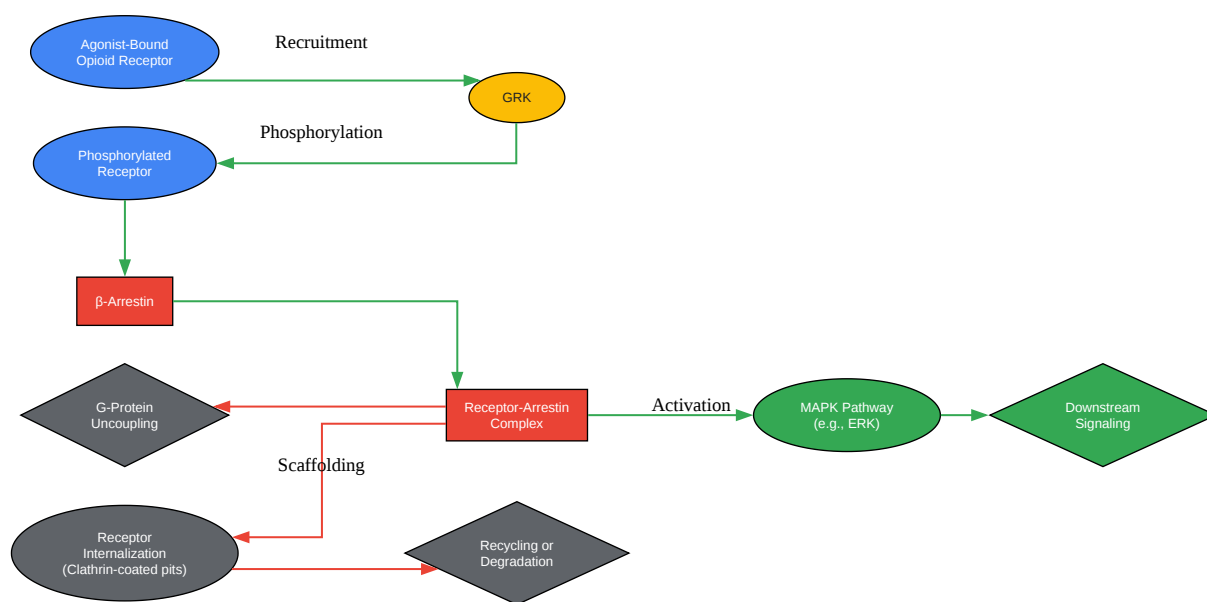 Agonist-Bound
Opioid Receptor
Recruitment
GRK
Phosphorylation
Phosphorylated
Receptor
β-Arrestin
G-Protein
Uncoupling
Receptor-Arrestin
Complex
Activation
MAPK Pathway
(e.g., ERK)
Downstream
Signaling
Scaffolding
Receptor
Internalization
(Clathrin-coated pits)
Recycling or
Degradation